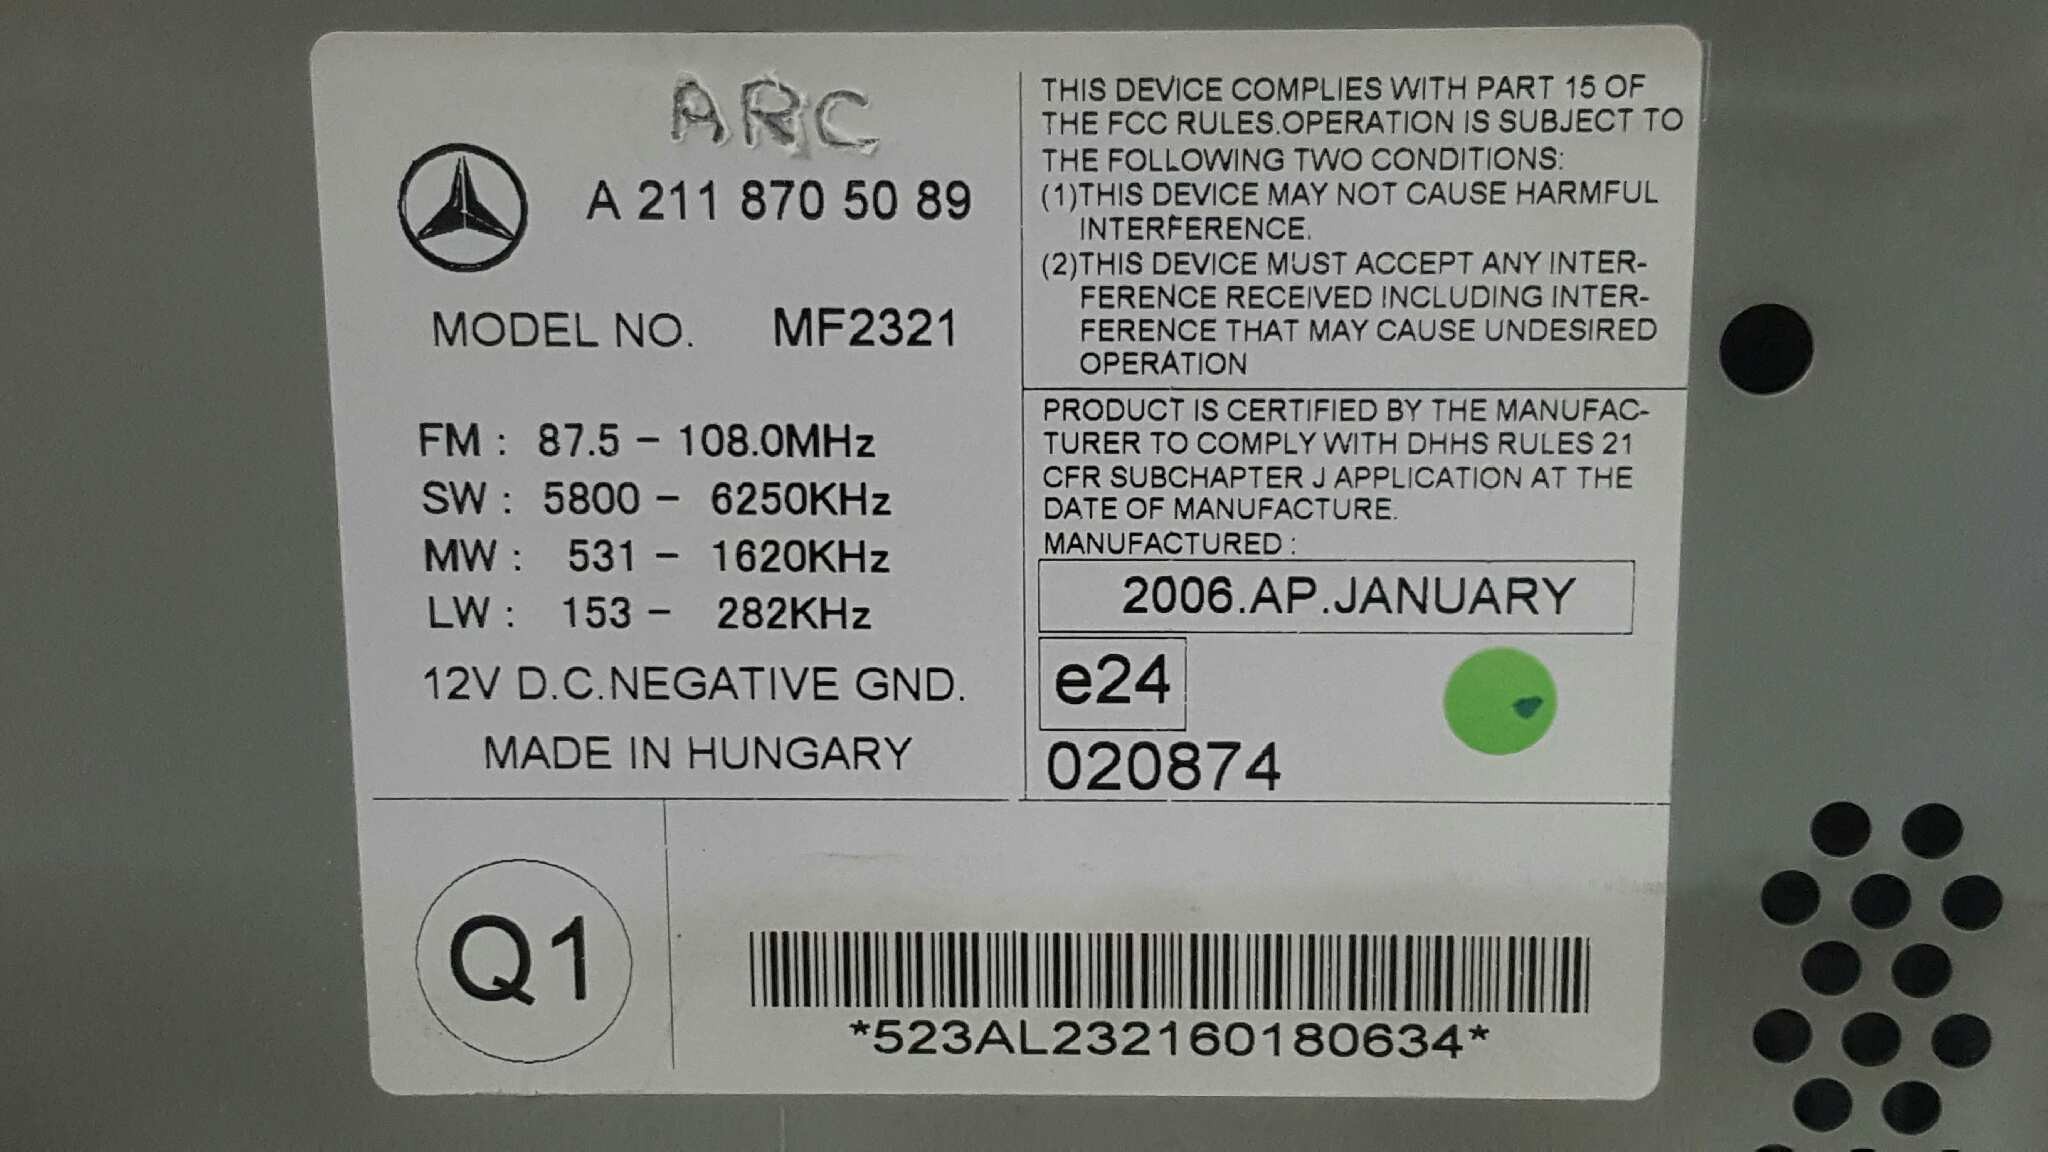 ARC
A 211 870 50 89
MODEL NO. MF2321
FM : 87.5 – 108.0MHz
SW : 5800 – 6250KHz
MW : 531 – 1620KHz
LW : 153 – 282KHz
12V D.C.NEGATIVE GND.
MADE IN HUNGARY
THIS DEVICE COMPLIES WITH PART 15 OF
THE FCC RULES.OPERATION IS SUBJECT TO
THE FOLLOWING TWO CONDITIONS:
(1)THIS DEVICE MAY NOT CAUSE HARMFUL
INTERFERENCE.
(2)THIS DEVICE MUST ACCEPT ANY INTER-
FERENCE RECEIVED INCLUDING INTER-
FERENCE THAT MAY CAUSE UNDESIRED
OPERATION
PRODUCT IS CERTIFIED BY THE MANUFAC-
TURER TO COMPLY WITH DHHS RULES 21
CFR SUBCHAPTER J APPLICATION AT THE
DATE OF MANUFACTURE.
MANUFACTURED :
2006.AP.JANUARY
e24
020874
Q1
*523AL232160180634*